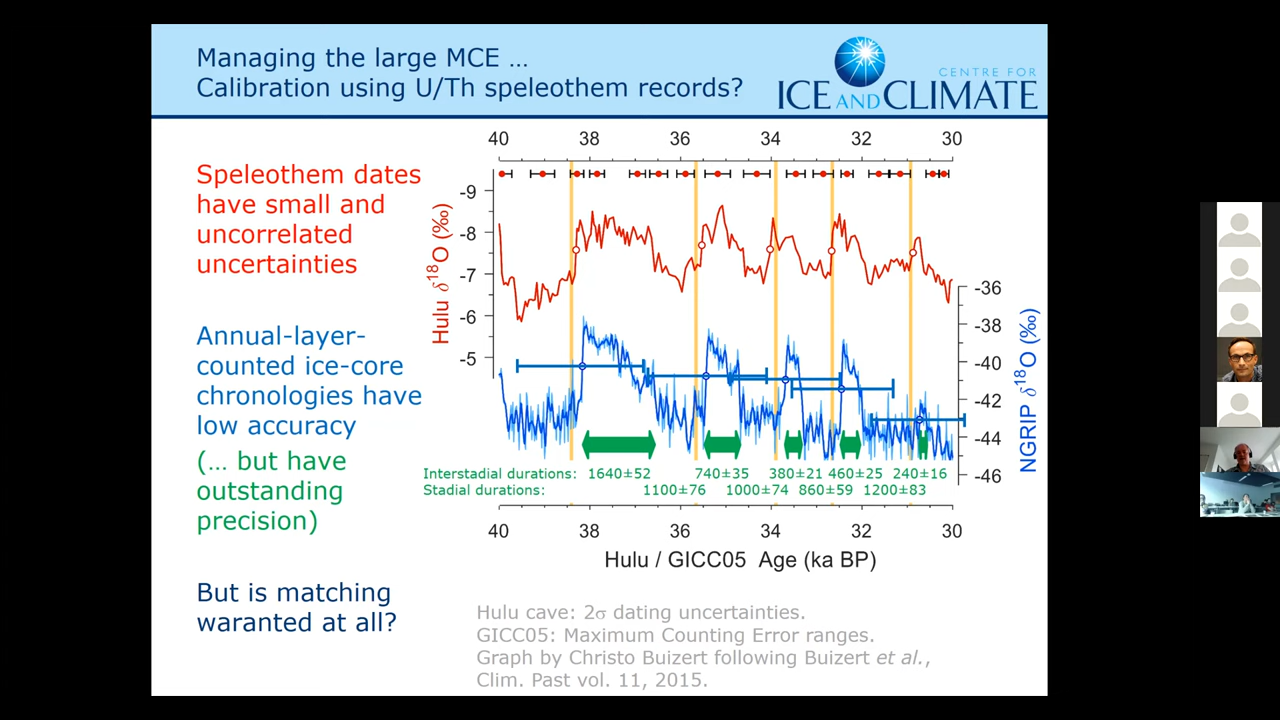 Managing the large MCE …
Calibration using U/Th speleothem records?
CENTRE FOR
ICE AND CLIMATE
Speleothem dates
have small and
uncorrelated
uncertainties
Annual-layer-
counted ice-core
chronologies have
low accuracy
(… but have
outstanding
precision)
But is matching
waranted at all?
40 38 36 34 32 30
-9
-8
-7
-6
-5
Hulu δ18O (‰)
-36
-38
-40
-42
-44
-46
NGRIP δ18O (‰)
Interstadial durations: 1640±52 740±35 380±21 460±25 240±16
Stadial durations: 1100±76 1000±74 860±59 1200±83
40 38 36 34 32 30
Hulu / GICC05 Age (ka BP)
Hulu cave: 2σ dating uncertainties.
GICC05: Maximum Counting Error ranges.
Graph by Christo Buizert following Buizert et al.,
Clim. Past vol. 11, 2015.